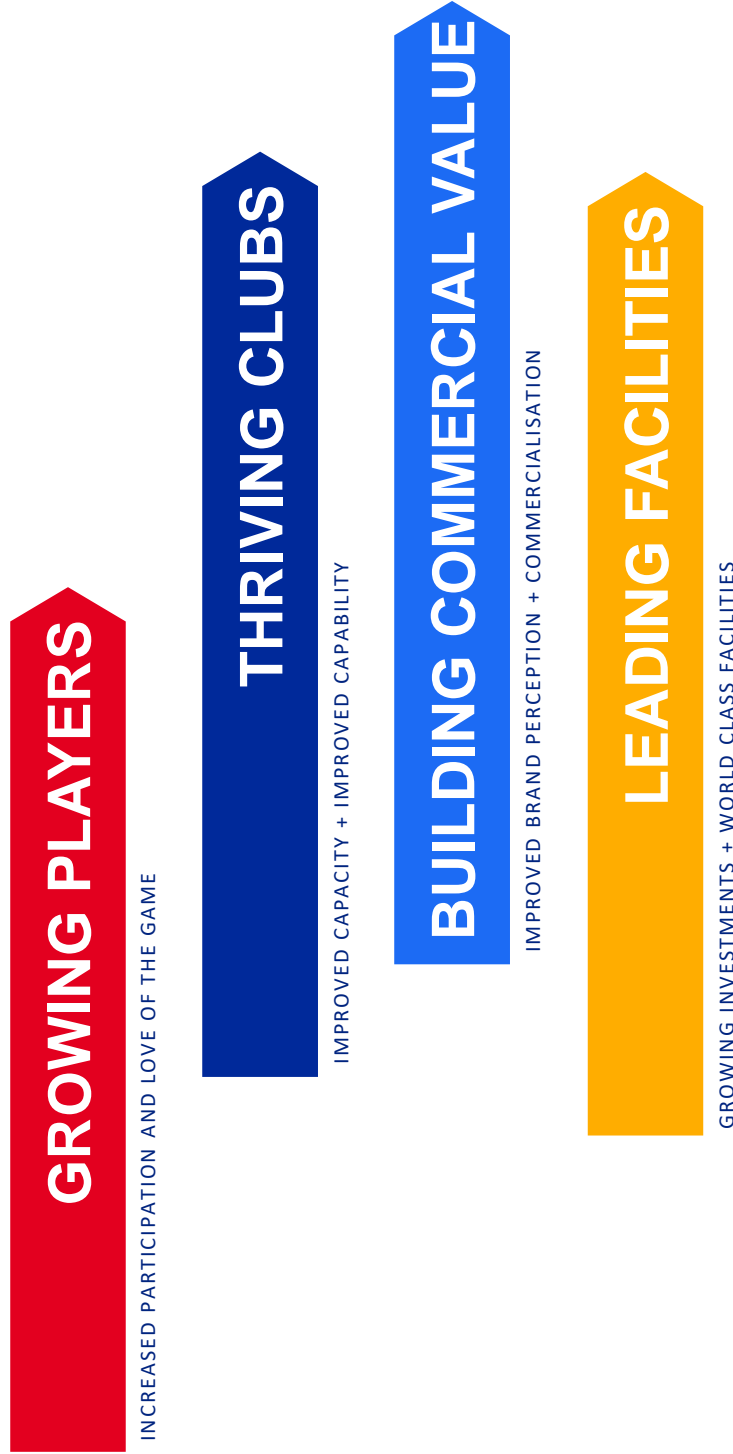 GROWING PLAYERS
INCREASED PARTICIPATION AND LOVE OF THE GAME
THRIVING CLUBS
IMPROVED CAPACITY + IMPROVED CAPABILITY
BUILDING COMMERCIAL VALUE
IMPROVED BRAND PERCEPTION + COMMERCIALISATION
LEADING FACILITIES
GROWING INVESTMENTS + WORLD CLASS FACILITIES